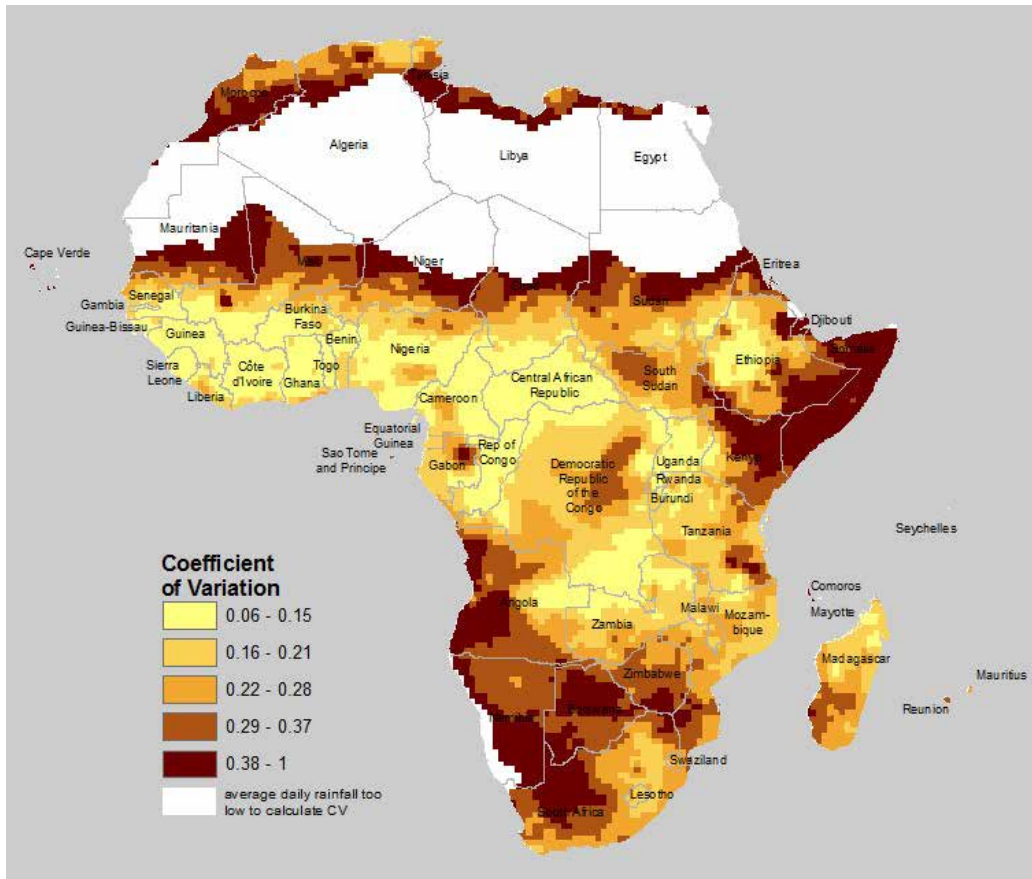 Tunisia
Morocco
Algeria
Libya
Egypt
Mauritania
Cape Verde
Mali
Niger
Chad
Sudan
Eritrea
Senegal
Gambia
Guinea-Bissau
Guinea
Sierra
Leone
Liberia
Côte
d'Ivoire
Burkina
Faso
Ghana
Togo
Benin
Nigeria
Cameroon
Central African
Republic
South
Sudan
Ethiopia
Djibouti
Somalia
Equatorial
Guinea
Sao Tome
and Principe
Gabon
Rep of
Congo
Democratic
Republic
of the
Congo
Uganda
Rwanda
Burundi
Kenya
Tanzania
Seychelles
Comoros
Mayotte
Angola
Zambia
Malawi
Mozam-
bique
Madagascar
Mauritius
Reunion
Zimbabwe
Botswana
Namibia
Swaziland
Lesotho
South Africa
Coefficient
of Variation
0.06 - 0.15
0.16 - 0.21
0.22 - 0.28
0.29 - 0.37
0.38 - 1
average daily rainfall too
low to calculate CV